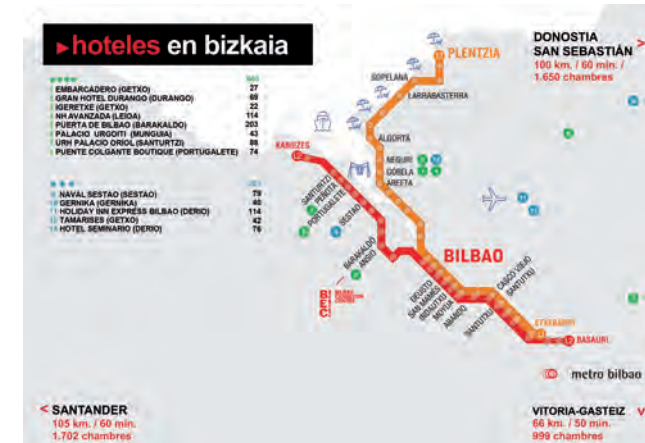 ▸hoteles en bizkaia
EMBARCADERO (GETXO) 27
GRAN HOTEL DURANGO (DURANGO)
IGERETXE (GETXO) 22
NH AVANZADA (LEIOA) 114
PUERTA DE BILBAO (BARAKALDO) 203
PALACIO URGOITI (MUNGUIA) 43
URH PALACIO ORIOL (SANTURTZI) 88
PUENTE COLGANTE BOUTIQUE (PORTUGALETE) 74
NAVAL SESTAO (SESTAO) 79
GERNIKA (GERNIKA) 40
HOLIDAY INN EXPRESS BILBAO (DERIO) 114
TAMARISES (GETXO) 42
HOTEL SEMINARIO (DERIO) 76
DONOSTIA
SAN SEBASTIÁN >
100 km. / 60 min. /
1.650 chambres
PLENTZIA
SOPELANA
LARRABASTERRA
ALGORTA
NEGURI
GOBELA
AREETA
KABIEZES
L2
SANTURTZI
PEÑOTA
PORTUGALETE
SESTAO
BARAKALDO
ANSIO
BEC
BILBAO
DEUSTO
SAN MAMES
INDAUTXU
MOYUA
ABANDO
SANTUTXU
CASCO VIEJO
SANTUTXU
ETXEBARRI
L2 BASAURI
metro bilbao
< SANTANDER
105 km. / 60 min.
1.702 chambres
VITORIA-GASTEIZ
66 km. / 50 min.
999 chambres